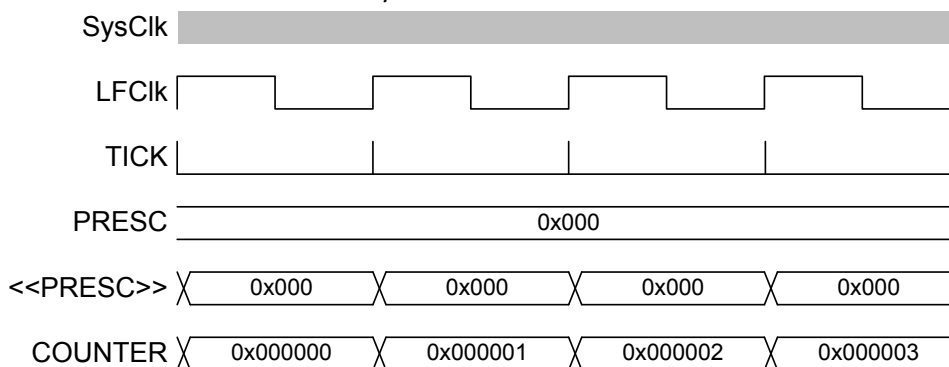 SysClk
LFClk
TICK
PRESC 0x000
<<PRESC>> 0x000 0x000 0x000 0x000
COUNTER 0x000000 0x000001 0x000002 0x000003